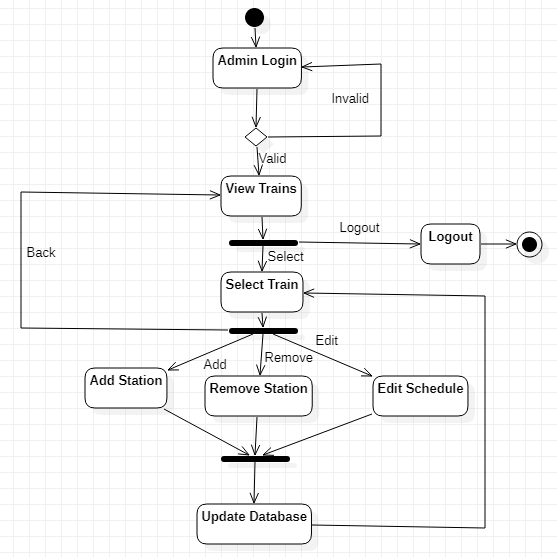 Admin Login
Invalid
Valid
View Trains
Logout
Logout
Back
Select
Select Train
Edit
Add
Remove
Add Station
Remove Station
Edit Schedule
Update Database